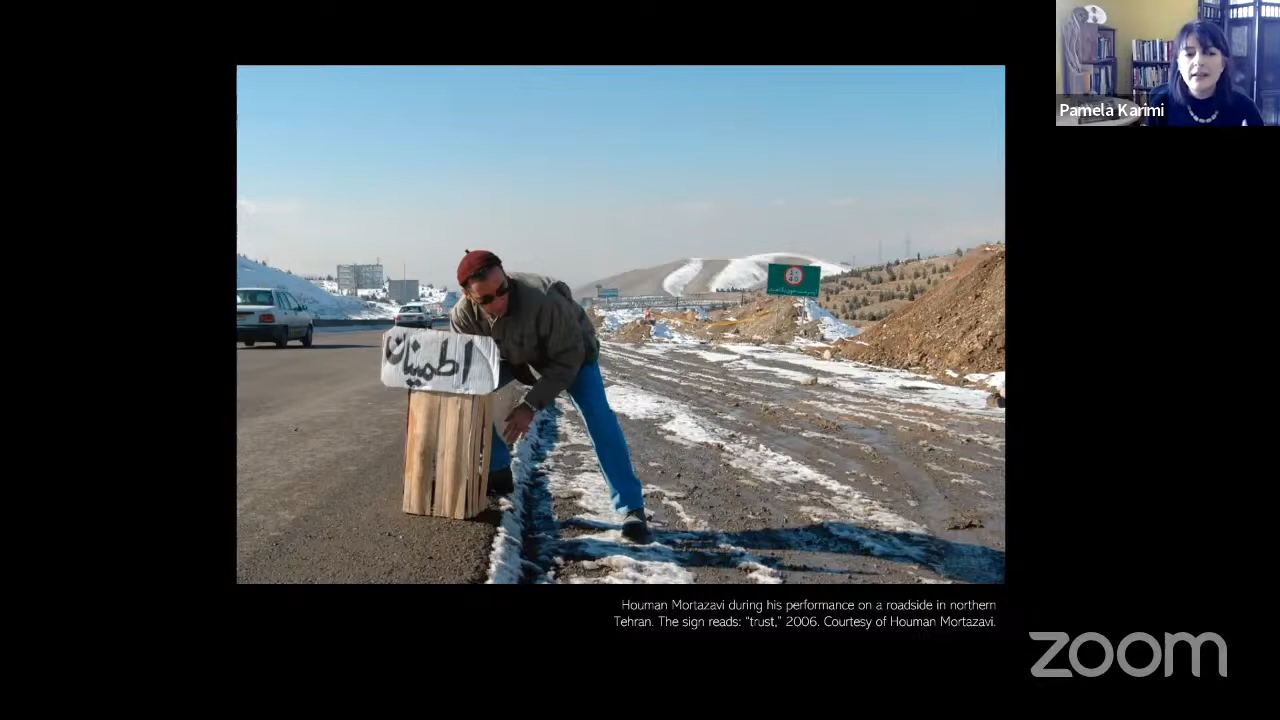 Pamela Karimi
اطمینان
Houman Mortazavi during his performance on a roadside in northern
Tehran. The sign reads: "trust," 2006. Courtesy of Houman Mortazavi.
zoom